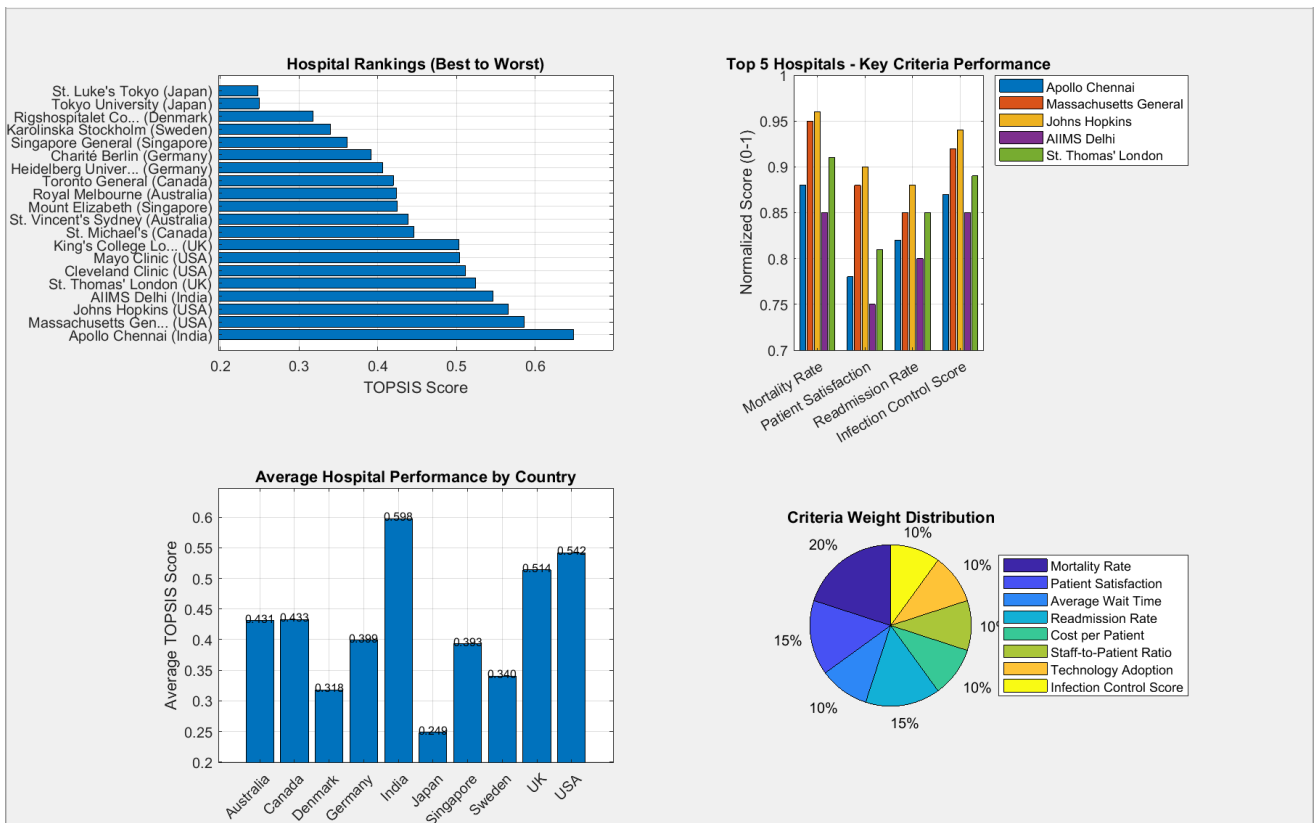 Hospital Rankings (Best to Worst)
St. Luke's Tokyo (Japan)
Tokyo University (Japan)
Rigshospitalet Co... (Denmark)
Karolinska Stockholm (Sweden)
Singapore General (Singapore)
Charité Berlin (Germany)
Heidelberg Univer... (Germany)
Toronto General (Canada)
Royal Melbourne (Australia)
Mount Elizabeth (Singapore)
St. Vincent's Sydney (Australia)
St. Michael's (Canada)
King's College Lo... (UK)
Mayo Clinic (USA)
Cleveland Clinic (USA)
St. Thomas' London (UK)
AIIMS Delhi (India)
Johns Hopkins (USA)
Massachusetts Gen... (USA)
Apollo Chennai (India)
0.2 0.3 0.4 0.5 0.6
TOPSIS Score
Top 5 Hospitals - Key Criteria Performance
Normalized Score (0-1)
1
0.95
0.9
0.85
0.8
0.75
0.7
Mortality Rate
Patient Satisfaction
Readmission Rate
Infection Control Score
Apollo Chennai
Massachusetts General
Johns Hopkins
AIIMS Delhi
St. Thomas' London
Average Hospital Performance by Country
Average TOPSIS Score
0.6
0.55
0.5
0.45
0.4
0.35
0.3
0.25
0.2
0.431
0.433
0.318
0.399
0.598
0.249
0.393
0.340
0.514
0.542
Australia
Canada
Denmark
Germany
India
Japan
Singapore
Sweden
UK
USA
Criteria Weight Distribution
20%
15%
10%
15%
10%
10%
10%
10%
Mortality Rate
Patient Satisfaction
Average Wait Time
Readmission Rate
Cost per Patient
Staff-to-Patient Ratio
Technology Adoption
Infection Control Score